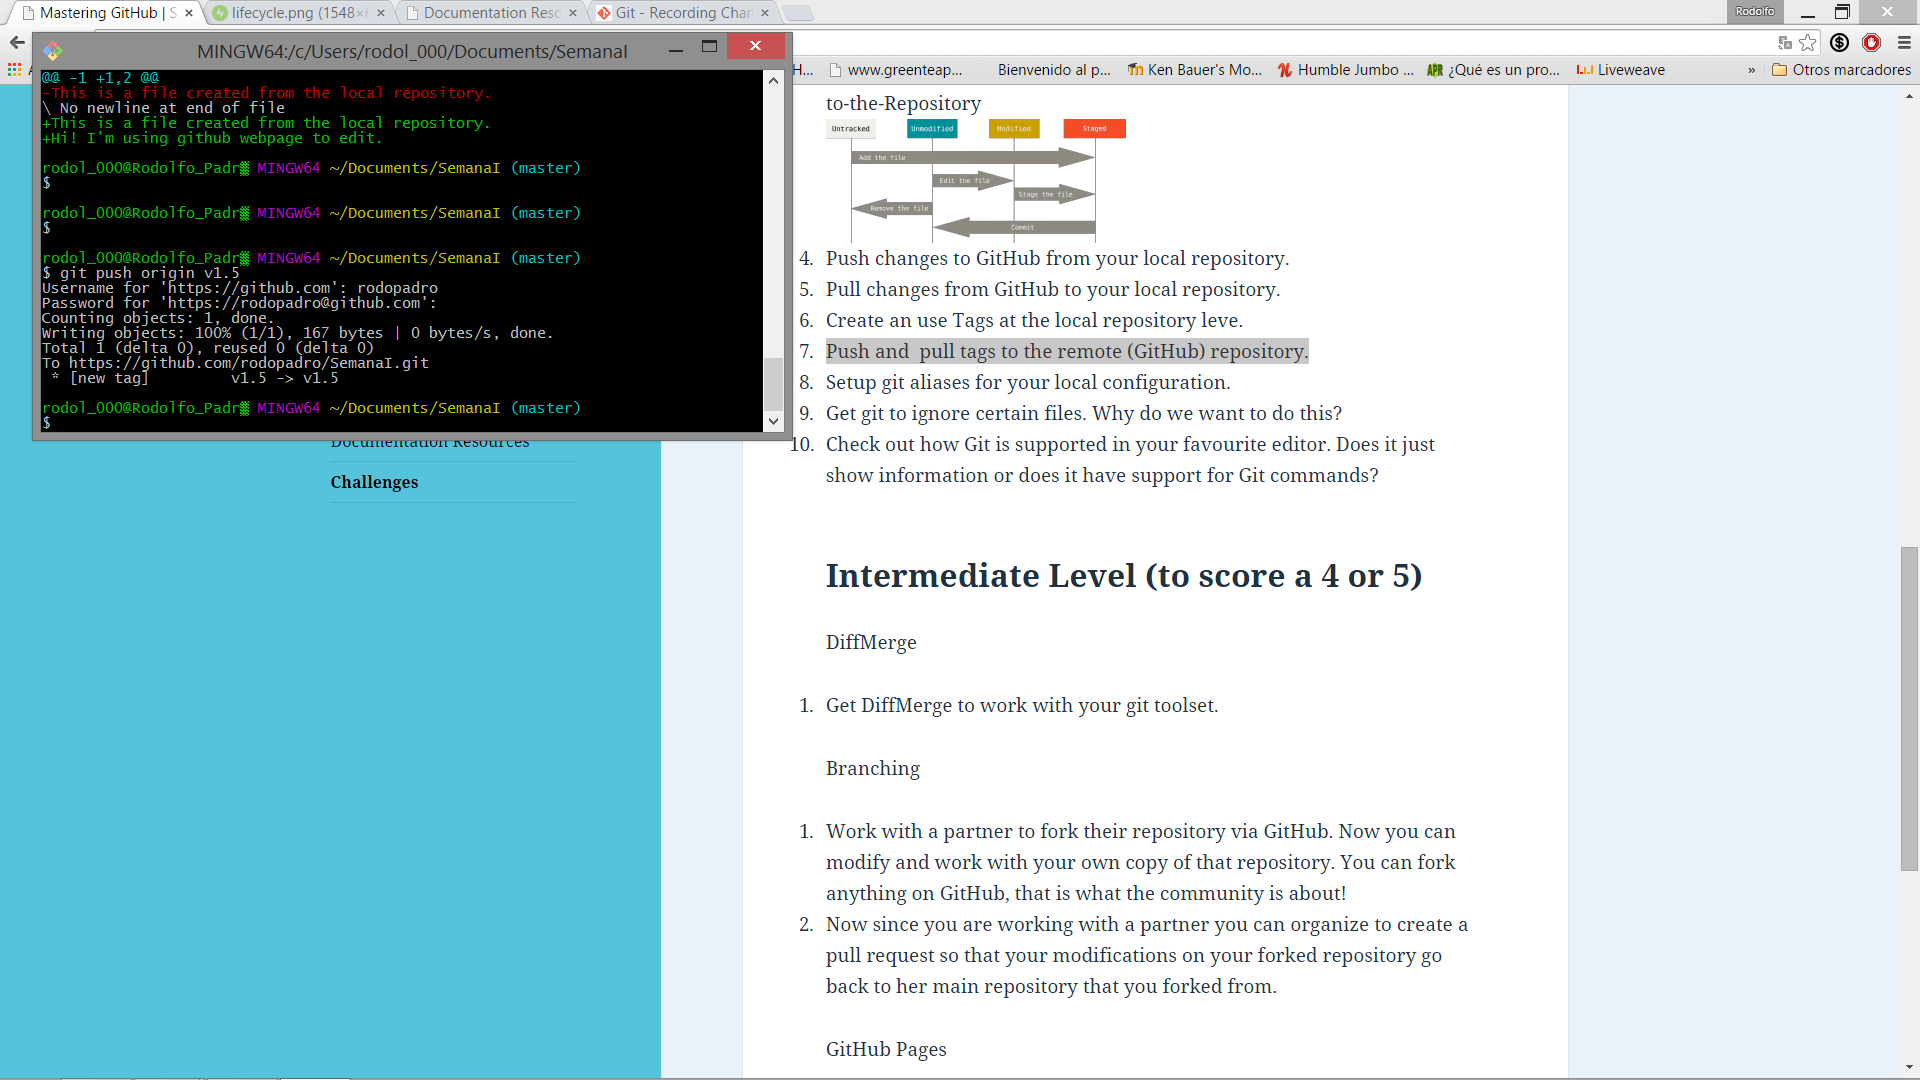 Mastering GitHub | S
lifecycle.png (1548×
Documentation Reso
Git - Recording Chan
Rodolfo
MINGW64:/c/Users/rodol_000/Documents/SemanaI
H...
www.greenteap...
Bienvenido al p...
Ken Bauer's Mo...
Humble Jumbo ...
APR ¿Qué es un pro...
Liveweave
»
Otros marcadores
@@ -1 +1,2 @@
-This is a file created from the local repository.
\ No newline at end of file
+This is a file created from the local repository.
+Hi! I'm using github webpage to edit.
rodol_000@Rodolfo_Padr▒ MINGW64 ~/Documents/SemanaI (master)
$
rodol_000@Rodolfo_Padr▒ MINGW64 ~/Documents/SemanaI (master)
$
rodol_000@Rodolfo_Padr▒ MINGW64 ~/Documents/SemanaI (master)
$ git push origin v1.5
Username for 'https://github.com': rodopadro
Password for 'https://rodopadro@github.com':
Counting objects: 1, done.
Writing objects: 100% (1/1), 167 bytes | 0 bytes/s, done.
Total 1 (delta 0), reused 0 (delta 0)
To https://github.com/rodopadro/SemanaI.git
* [new tag] v1.5 -> v1.5
rodol_000@Rodolfo_Padr▒ MINGW64 ~/Documents/SemanaI (master)
$
Documentation Resources
Challenges
to-the-Repository
Untracked
Unmodified
Modified
Staged
Add the file
Edit the file
Stage the file
Remove the file
Commit
4. Push changes to GitHub from your local repository.
5. Pull changes from GitHub to your local repository.
6. Create an use Tags at the local repository leve.
7. Push and  pull tags to the remote (GitHub) repository.
8. Setup git aliases for your local configuration.
9. Get git to ignore certain files. Why do we want to do this?
10. Check out how Git is supported in your favourite editor. Does it just
show information or does it have support for Git commands?
Intermediate Level (to score a 4 or 5)
DiffMerge
1. Get DiffMerge to work with your git toolset.
Branching
1. Work with a partner to fork their repository via GitHub. Now you can
modify and work with your own copy of that repository. You can fork
anything on GitHub, that is what the community is about!
2. Now since you are working with a partner you can organize to create a
pull request so that your modifications on your forked repository go
back to her main repository that you forked from.
GitHub Pages